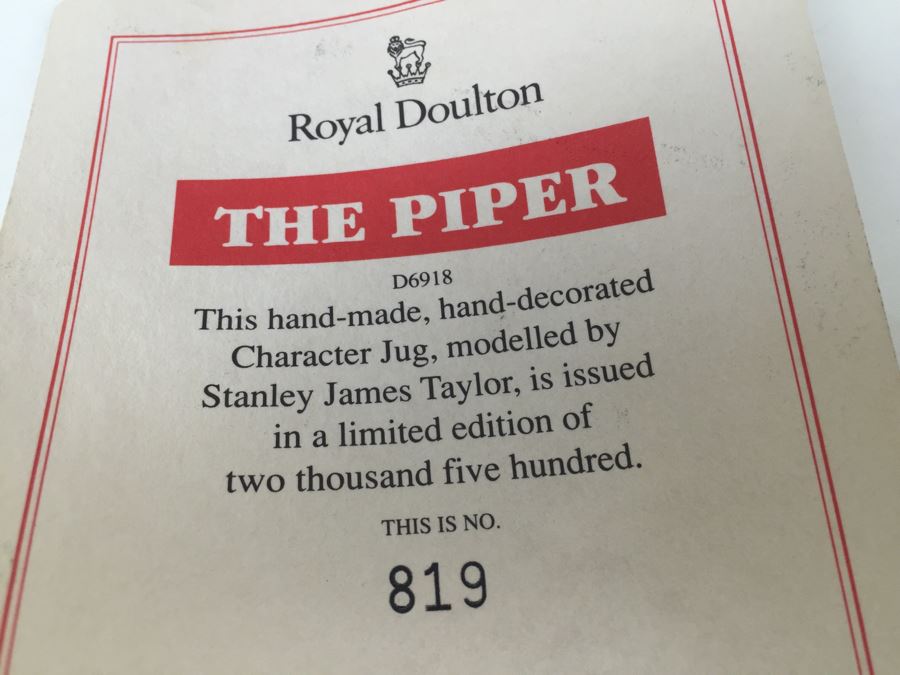 Royal Doulton
THE PIPER
D6918
This hand-made, hand-decorated
Character Jug, modelled by
Stanley James Taylor, is issued
in a limited edition of
two thousand five hundred.
THIS IS NO.
819